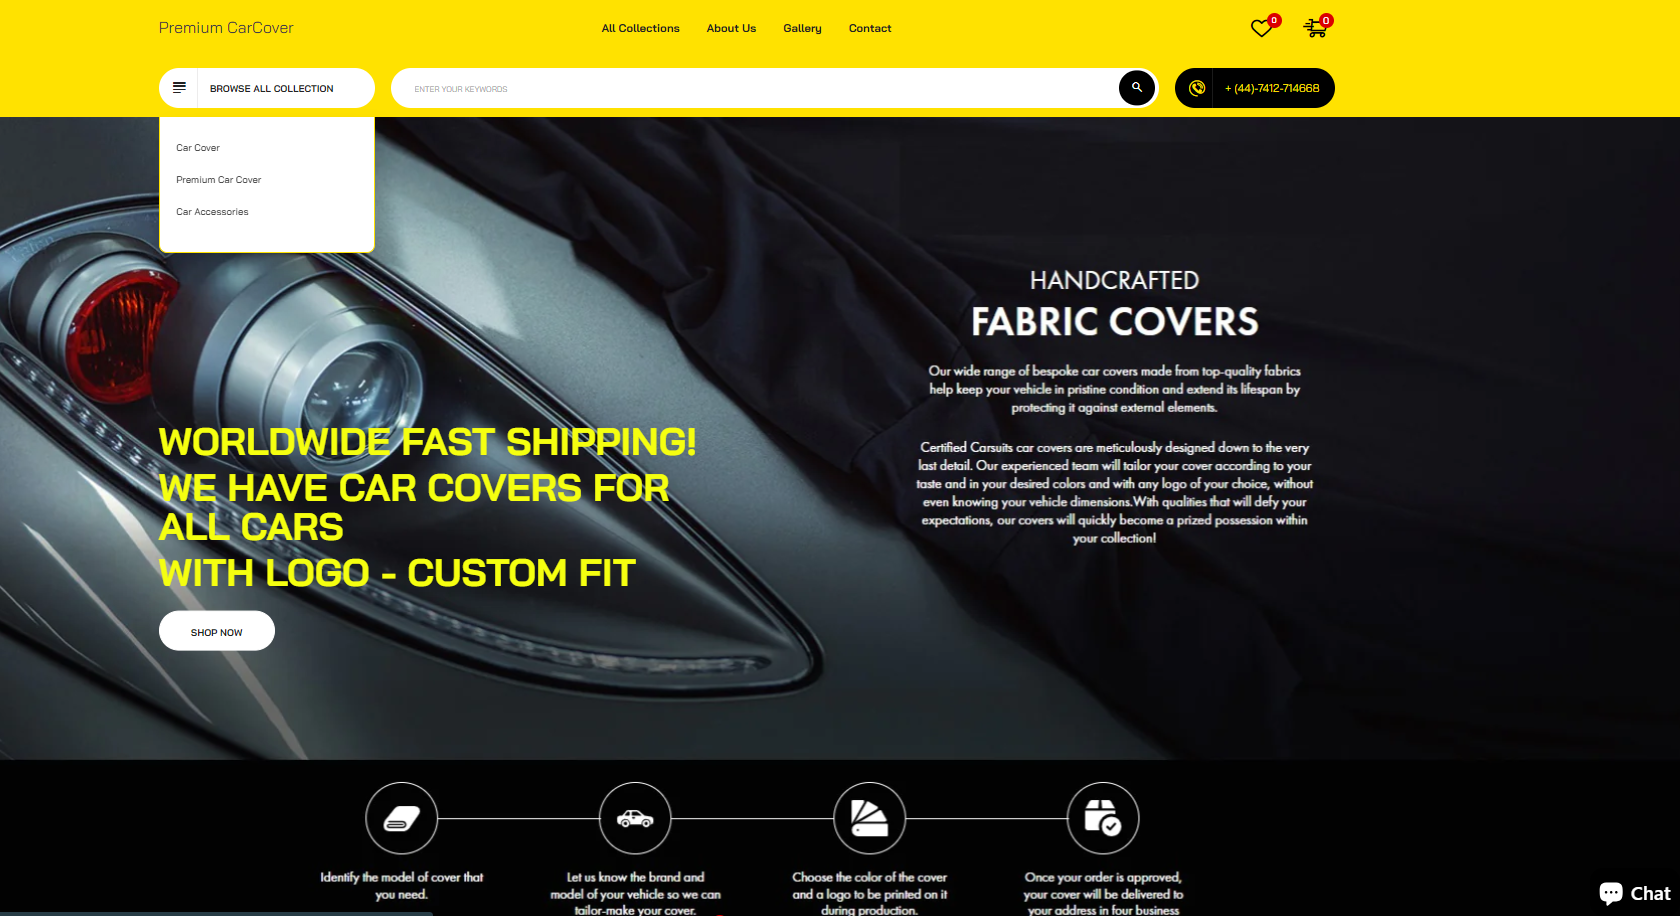 Premium CarCover
All Collections
About Us
Gallery
Contact
0
0
BROWSE ALL COLLECTION
ENTER YOUR KEYWORDS
+ (44)-7412-714668
Car Cover
Premium Car Cover
Car Accessories
WORLDWIDE FAST SHIPPING!
WE HAVE CAR COVERS FOR
ALL CARS
WITH LOGO - CUSTOM FIT
SHOP NOW
HANDCRAFTED
FABRIC COVERS
Our wide range of bespoke car covers made from top-quality fabrics
help keep your vehicle in pristine condition and extend its lifespan by
protecting it against external elements.
Certified Carsuits car covers are meticulously designed down to the very
last detail. Our experienced team will tailor your cover according to your
taste and in your desired colors and with any logo of your choice, without
even knowing your vehicle dimensions.With qualities that will defy your
expectations, our covers will quickly become a prized possession within
your collection!
Identify the model of cover that
you need.
Let us know the brand and
model of your vehicle so we can
tailor-make your cover.
Choose the color of the cover
and a logo to be printed on it
during production.
Once your order is approved,
your cover will be delivered to
your address in four business
Chat